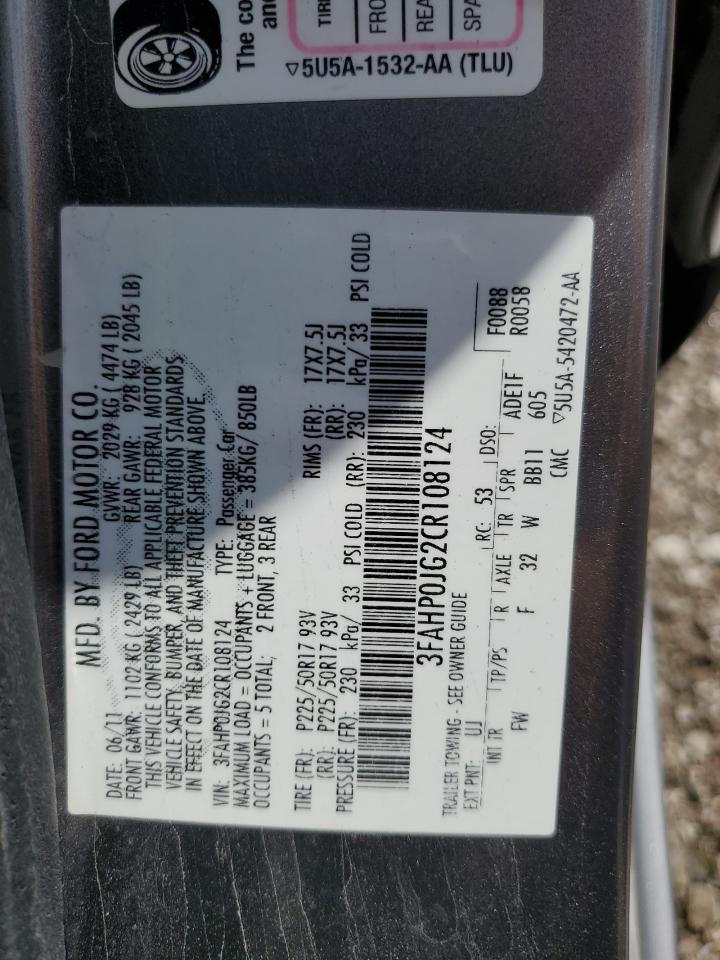 The co
an
TIRE
FRO
REA
SPA
5U5A-1532-AA (TLU)
MFD. BY FORD MOTOR CO.
DATE: 06/11 GVWR: 2029 KG ( 4474 LB)
FRONT GAWR: 1102 KG ( 2429 LB) REAR GAWR: 928 KG ( 2045 LB)
THIS VEHICLE CONFORMS TO ALL APPLICABLE FEDERAL MOTOR
VEHICLE SAFETY, BUMPER, AND THEFT PREVENTION STANDARDS
IN EFFECT ON THE DATE OF MANUFACTURE SHOWN ABOVE.
VIN: 3FAHP0JG2CR108124 TYPE: Passenger Car
MAXIMUM LOAD = OCCUPANTS + LUGGAGE = 385KG/ 850LB
OCCUPANTS = 5 TOTAL; 2 FRONT, 3 REAR
TIRE (FR): P225/50R17 93V RIMS (FR): 17X7.5J
(RR): P225/50R17 93V (RR): 17X7.5J
PRESSURE (FR): 230 kPa/ 33 PSI COLD (RR): 230 kPa/ 33 PSI COLD
3FAHP0JG2CR108124
TRAILER TOWING - SEE OWNER GUIDE
F0088
EXT PNT: UJ RC: 53 DSO: R0058
INT TR TP/PS R AXLE TR SPR ADE1F
FW F 32 W BB11 605
CMC 5U5A-5420472-AA